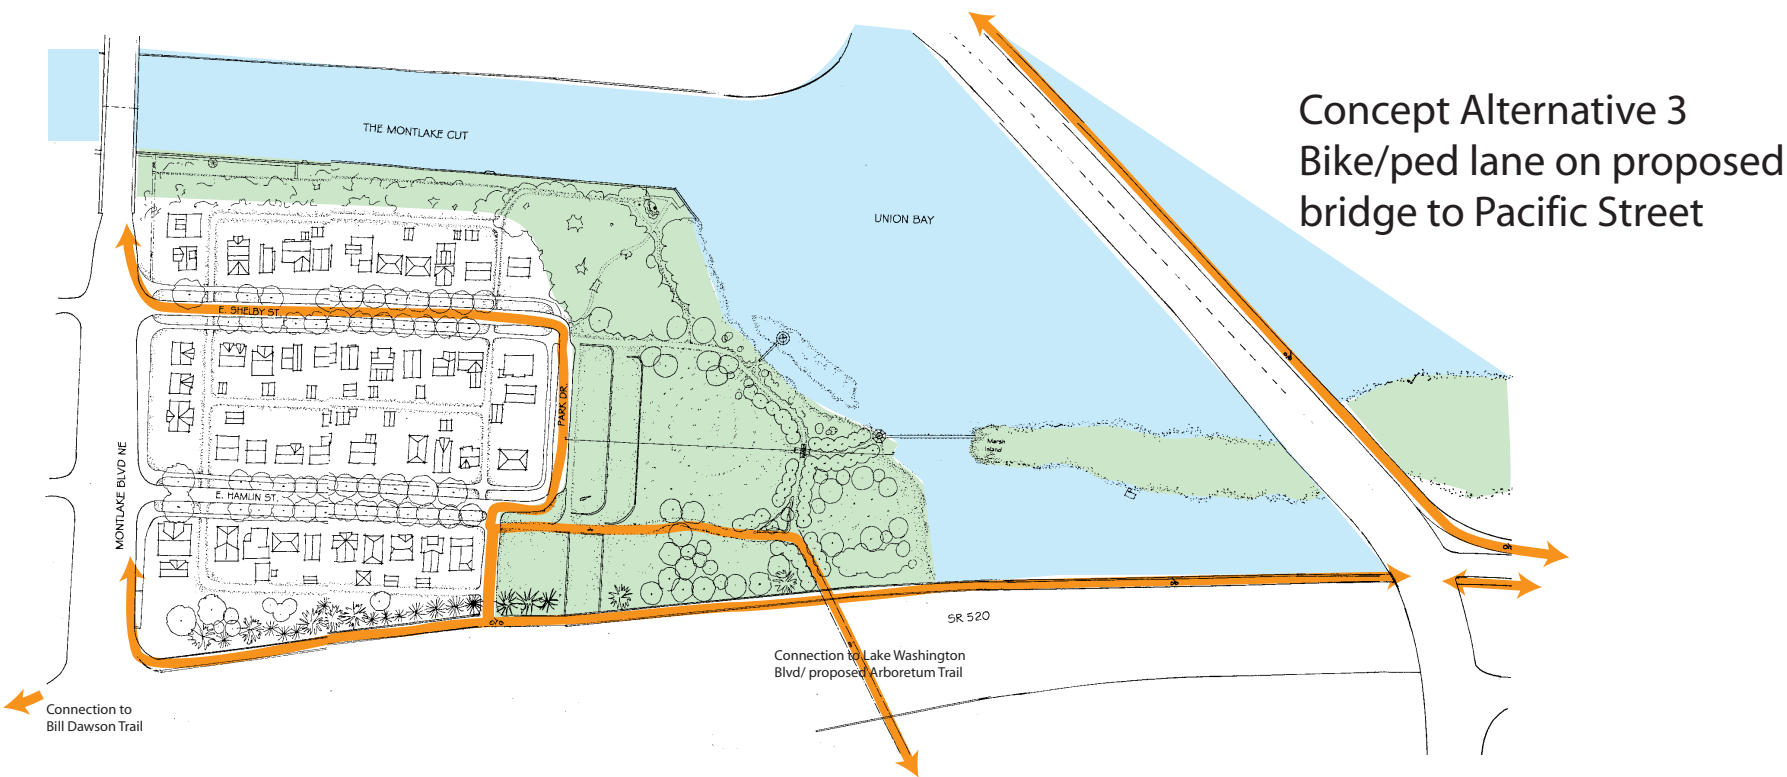 Concept Alternative 3
Bike/ped lane on proposed
bridge to Pacific Street
THE MONTLAKE CUT
UNION BAY
E. SHELBY ST.
PARK DR.
Marsh
Island
MONTLAKE BLVD NE
E. HAMLIN ST.
SR 520
Connection to Lake Washington
Blvd/ proposed Arboretum Trail
Connection to
Bill Dawson Trail